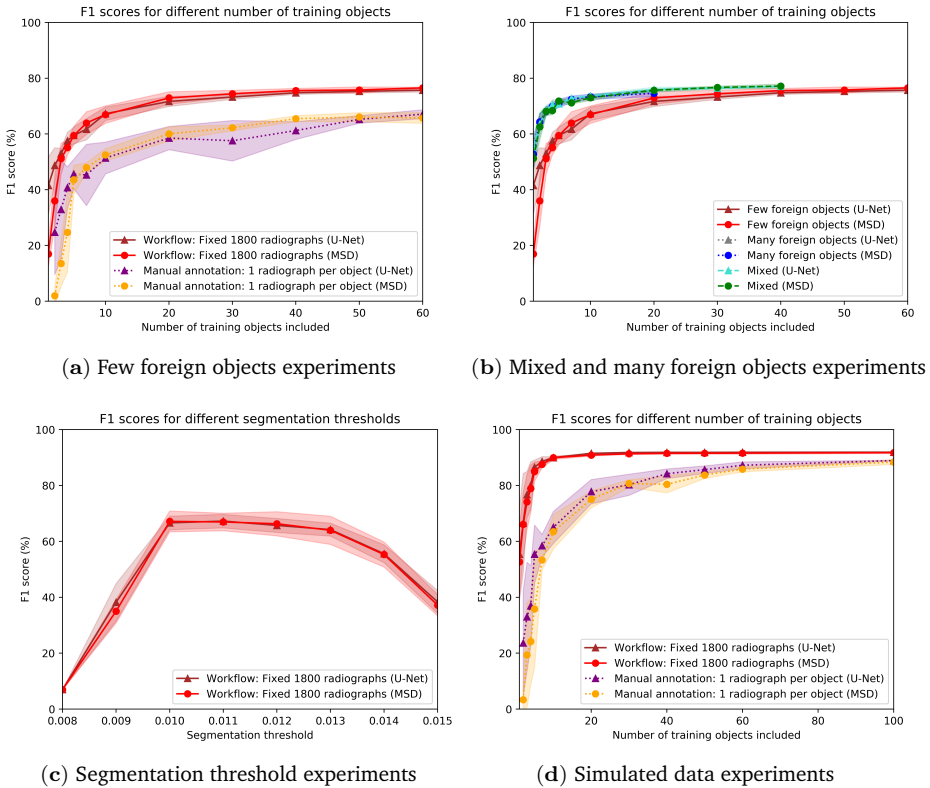 F1 scores for different number of training objects
100
80
60
40
20
0
F1 score (%)
Workflow: Fixed 1800 radiographs (U-Net)
Workflow: Fixed 1800 radiographs (MSD)
Manual annotation: 1 radiograph per object (U-Net)
Manual annotation: 1 radiograph per object (MSD)
10 20 30 40 50 60
Number of training objects included
(a) Few foreign objects experiments
F1 scores for different number of training objects
100
80
60
40
20
0
F1 score (%)
Few foreign objects (U-Net)
Few foreign objects (MSD)
Many foreign objects (U-Net)
Many foreign objects (MSD)
Mixed (U-Net)
Mixed (MSD)
10 20 30 40 50 60
Number of training objects included
(b) Mixed and many foreign objects experiments
F1 scores for different segmentation thresholds
100
80
60
40
20
0
F1 score (%)
Workflow: Fixed 1800 radiographs (U-Net)
Workflow: Fixed 1800 radiographs (MSD)
0.008 0.009 0.010 0.011 0.012 0.013 0.014 0.015
Segmentation threshold
(c) Segmentation threshold experiments
F1 scores for different number of training objects
100
80
60
40
20
0
F1 score (%)
Workflow: Fixed 1800 radiographs (U-Net)
Workflow: Fixed 1800 radiographs (MSD)
Manual annotation: 1 radiograph per object (U-Net)
Manual annotation: 1 radiograph per object (MSD)
20 40 60 80 100
Number of training objects included
(d) Simulated data experiments